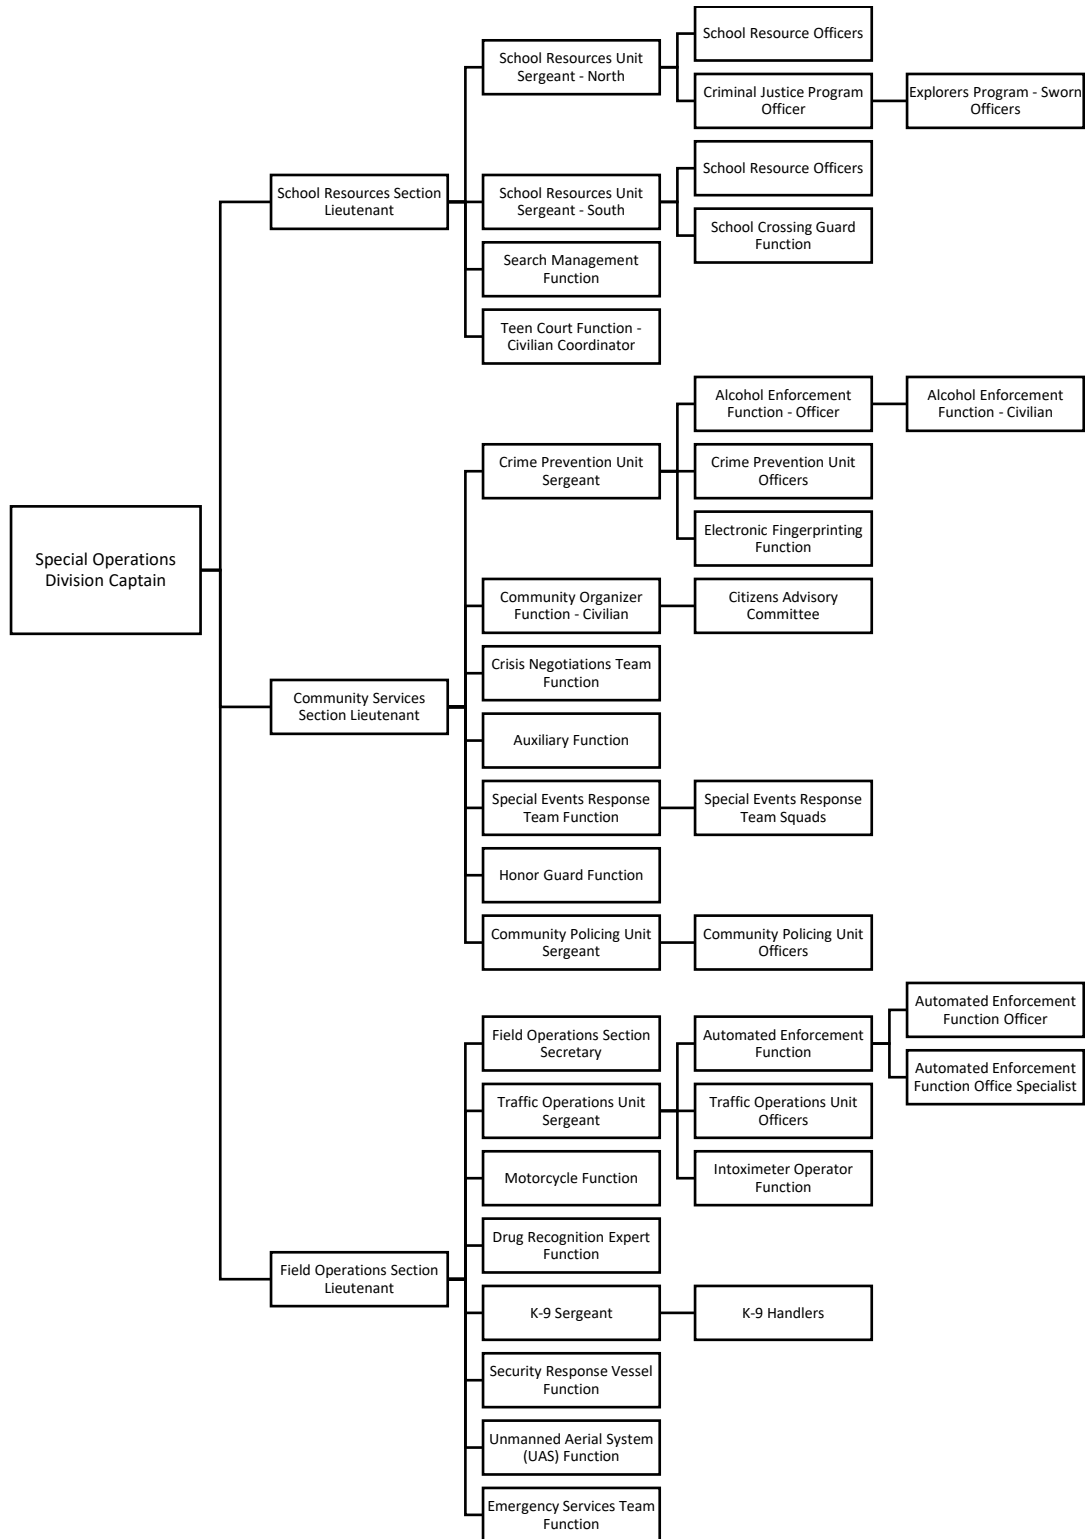 School Resource Officers
School Resources Unit
Sergeant - North
Criminal Justice Program
Officer
Explorers Program - Sworn
Officers
School Resources Section
Lieutenant
School Resource Officers
School Resources Unit
Sergeant - South
School Crossing Guard
Function
Search Management
Function
Teen Court Function -
Civilian Coordinator
Special Operations
Division Captain
Alcohol Enforcement
Function - Officer
Alcohol Enforcement
Function - Civilian
Crime Prevention Unit
Sergeant
Crime Prevention Unit
Officers
Electronic Fingerprinting
Function
Community Organizer
Function - Civilian
Citizens Advisory
Committee
Crisis Negotiations Team
Function
Community Services
Section Lieutenant
Auxiliary Function
Special Events Response
Team Function
Special Events Response
Team Squads
Honor Guard Function
Community Policing Unit
Sergeant
Community Policing Unit
Officers
Field Operations Section
Secretary
Automated Enforcement
Function
Automated Enforcement
Function Officer
Automated Enforcement
Function Office Specialist
Traffic Operations Unit
Sergeant
Traffic Operations Unit
Officers
Motorcycle Function
Intoximeter Operator
Function
Drug Recognition Expert
Function
Field Operations Section
Lieutenant
K-9 Sergeant
K-9 Handlers
Security Response Vessel
Function
Unmanned Aerial System
(UAS) Function
Emergency Services Team
Function